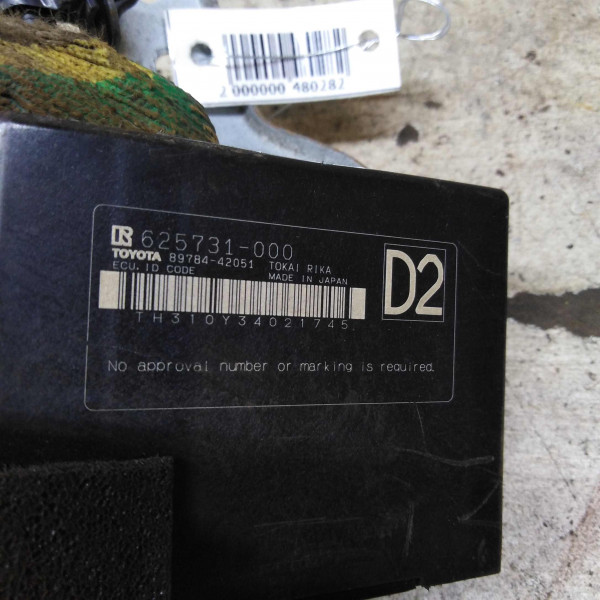 2 000000 480282
R 625731-000
TOYOTA 89784-42051 TOKAI RIKA
ECU. ID CODE MADE IN JAPAN
D2
TH310Y34021745
No approval number or marking is required.